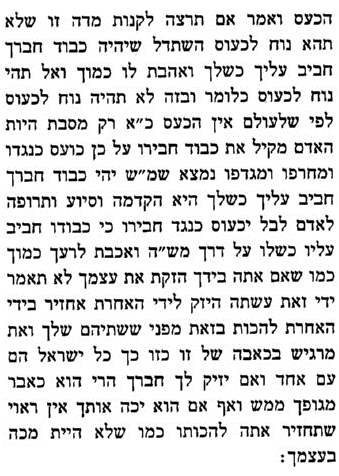 הכעס ואמר אם תרצה לקנות מדה זו שלא
תהא נוח לכעוס השתדל שיהיה כבוד חברך
חביב עליך כשלך ואהבת לו כמוך ואל תהי
נוח לכעוס כלומר ובזה לא תהיה נוח לכעוס
לפי שלעולם אין הכעס כ״א רק מסבת היות
האדם מקיל את כבוד חבירו על כן כועס כנגדו
ומחרפו ומגדפו נמצא שמ״ש יהי כבוד חברך
חביב עליך כשלך היא הקדמה וסיוע ותרופה
לאדם לבל יכעוס כנגד חבירו כי כבודו חביב
עליו כשלו על דרך מש״ה ואכבת לרעך כמוך
כמו שאם אתה בידך הזקת את עצמך לא תאמר
ידי זאת עשתה היזק לידי האחרת אחזיר בידי
האחרת להכות בזאת מפני ששתיהם שלך ואת
מרגיש בכאבה של זו כזו כך כל ישראל הם
עם אחד ואם יזיק לך חברך הרי הוא כאבר
מגופך ממש ואף אם הוא יכה אותך אין ראוי
שתחזיר אתה להכותו כמו שלא היית מכה
בעצמך: